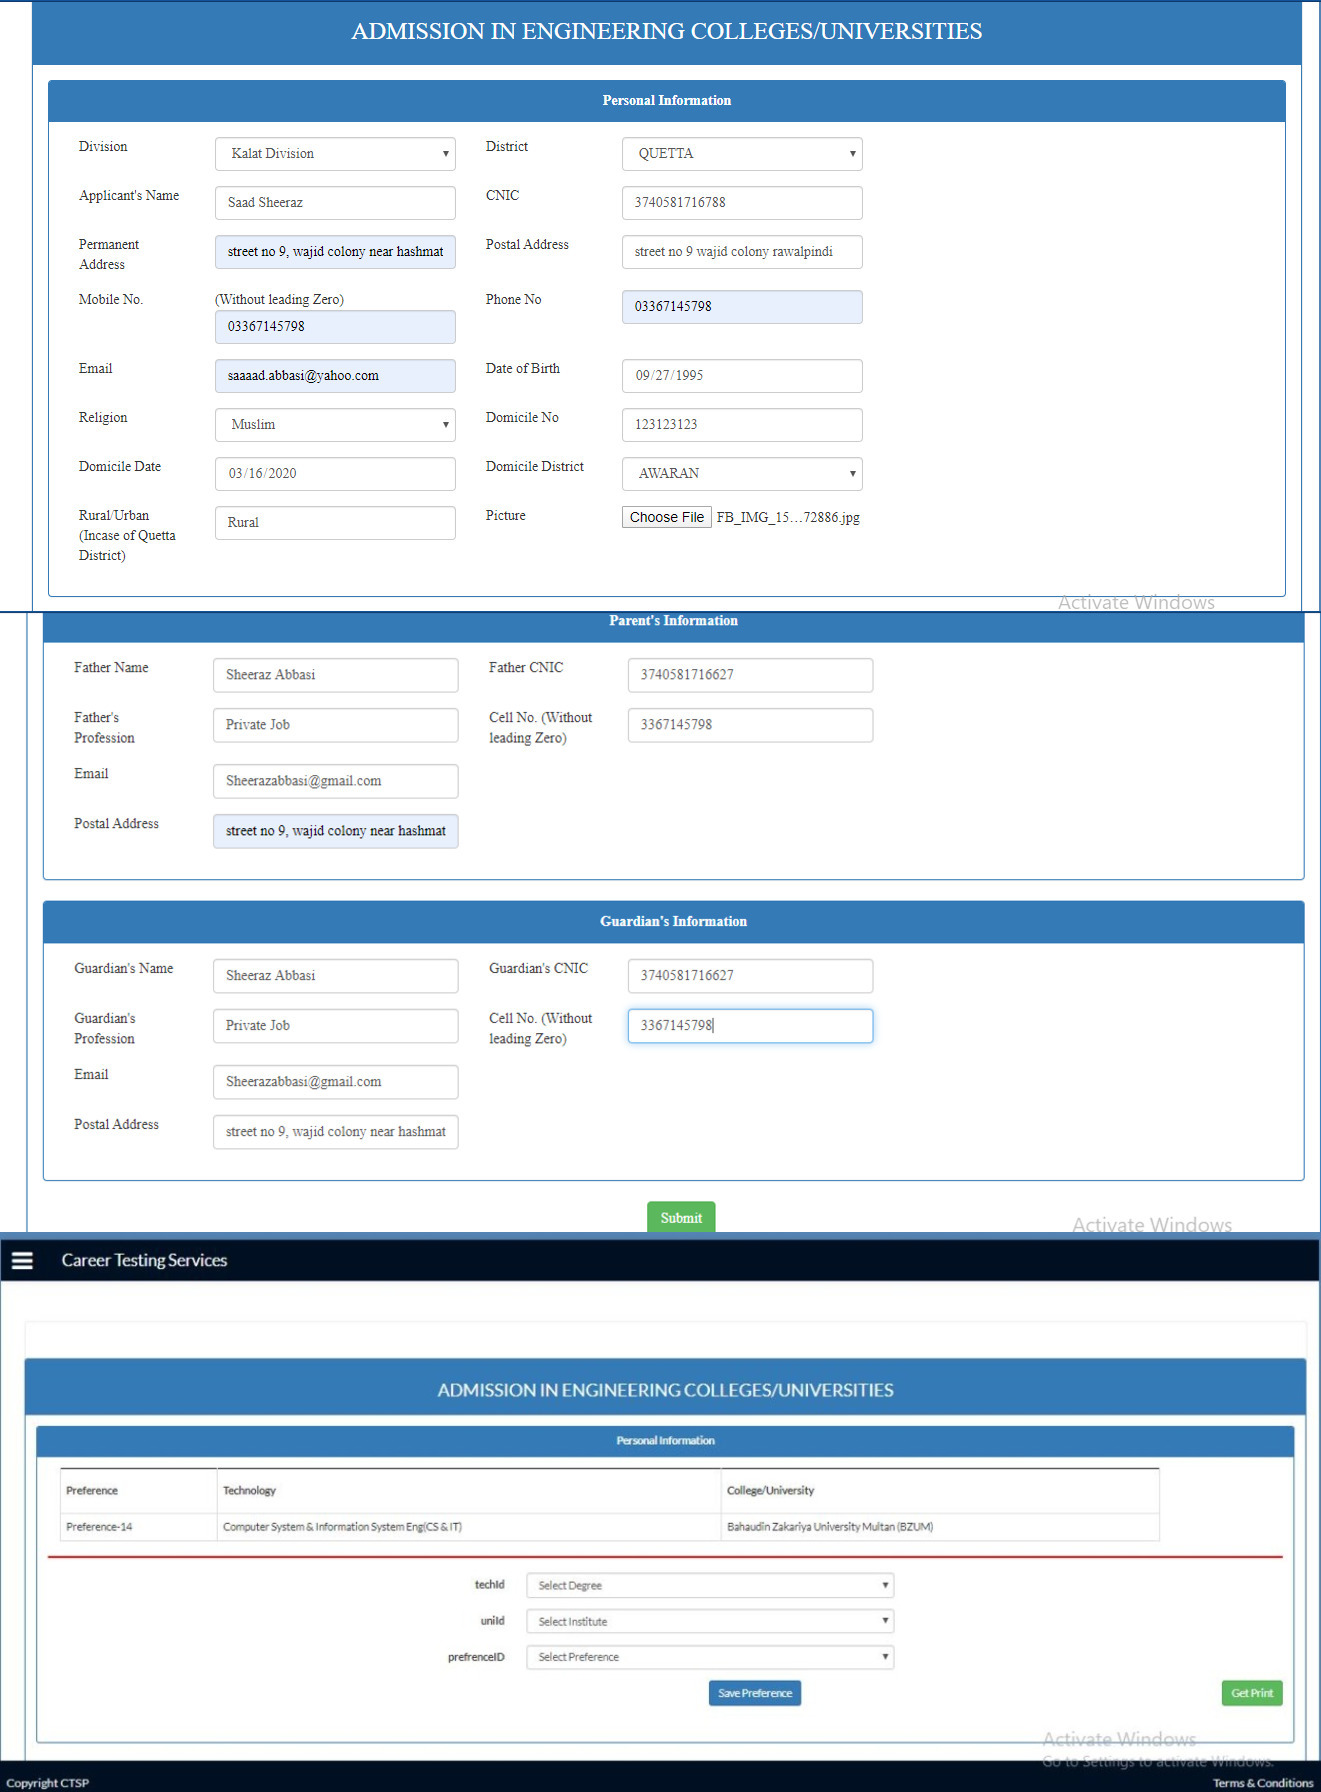 ADMISSION IN ENGINEERING COLLEGES/UNIVERSITIES
Personal Information
Division Kalat Division District QUETTA
Applicant's Name Saad Sheeraz CNIC 3740581716788
Permanent Address street no 9, wajid colony near hashmat Postal Address street no 9 wajid colony rawalpindi
Mobile No. (Without leading Zero) Phone No 03367145798
03367145798
Email saaaad.abbasi@yahoo.com Date of Birth 09/27/1995
Religion Muslim Domicile No 123123123
Domicile Date 03/16/2020 Domicile District AWARAN
Rural/Urban (Incase of Quetta District) Rural Picture Choose File FB_IMG_15...72886.jpg
Activate Windows
Parent's Information
Father Name Sheeraz Abbasi Father CNIC 3740581716627
Father's Profession Private Job Cell No. (Without leading Zero) 3367145798
Email Sheerazabbasi@gmail.com
Postal Address street no 9, wajid colony near hashmat
Guardian's Information
Guardian's Name Sheeraz Abbasi Guardian's CNIC 3740581716627
Guardian's Profession Private Job Cell No. (Without leading Zero) 3367145798
Email Sheerazabbasi@gmail.com
Postal Address street no 9, wajid colony near hashmat
Submit
Activate Windows
Career Testing Services
ADMISSION IN ENGINEERING COLLEGES/UNIVERSITIES
Personal Information
Preference Technology College/University
Preference-14 Computer System & Information System Eng(CS & IT) Bahaudin Zakariya University Multan (BZUM)
techId Select Degree
uniId Select Institute
prefrenceID Select Preference
Save Preference Get Print
Activate Windows
Go to Settings to activate Windows.
Copyright CTSP Terms & Conditions